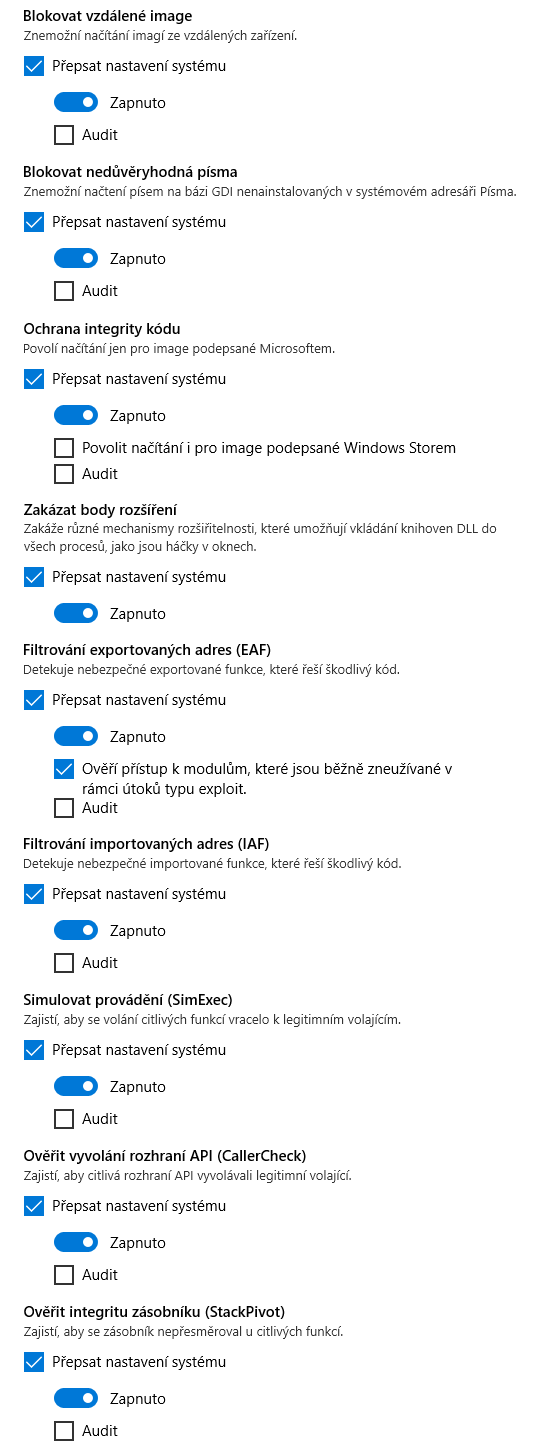 Blokovat vzdálené image
Znemožní načítání imagí ze vzdálených zařízení.
Přepsat nastavení systému
Zapnuto
Audit
Blokovat nedůvěryhodná písma
Znemožní načtení písem na bázi GDI nenainstalovaných v systémovém adresáři Písma.
Přepsat nastavení systému
Zapnuto
Audit
Ochrana integrity kódu
Povolí načítání jen pro image podepsané Microsoftem.
Přepsat nastavení systému
Zapnuto
Povolit načítání i pro image podepsané Windows Storem
Audit
Zakázat body rozšíření
Zakáže různé mechanismy rozšiřitelnosti, které umožňují vkládání knihoven DLL do
všech procesů, jako jsou háčky v oknech.
Přepsat nastavení systému
Zapnuto
Filtrování exportovaných adres (EAF)
Detekuje nebezpečné exportované funkce, které řeší škodlivý kód.
Přepsat nastavení systému
Zapnuto
Ověří přístup k modulům, které jsou běžně zneužívané v
rámci útoků typu exploit.
Audit
Filtrování importovaných adres (IAF)
Detekuje nebezpečné importované funkce, které řeší škodlivý kód.
Přepsat nastavení systému
Zapnuto
Audit
Simulovat provádění (SimExec)
Zajistí, aby se volání citlivých funkcí vracelo k legitimním volajícím.
Přepsat nastavení systému
Zapnuto
Audit
Ověřit vyvolání rozhraní API (CallerCheck)
Zajistí, aby citlivá rozhraní API vyvolávali legitimní volající.
Přepsat nastavení systému
Zapnuto
Audit
Ověřit integritu zásobníku (StackPivot)
Zajistí, aby se zásobník nepřesměroval u citlivých funkcí.
Přepsat nastavení systému
Zapnuto
Audit